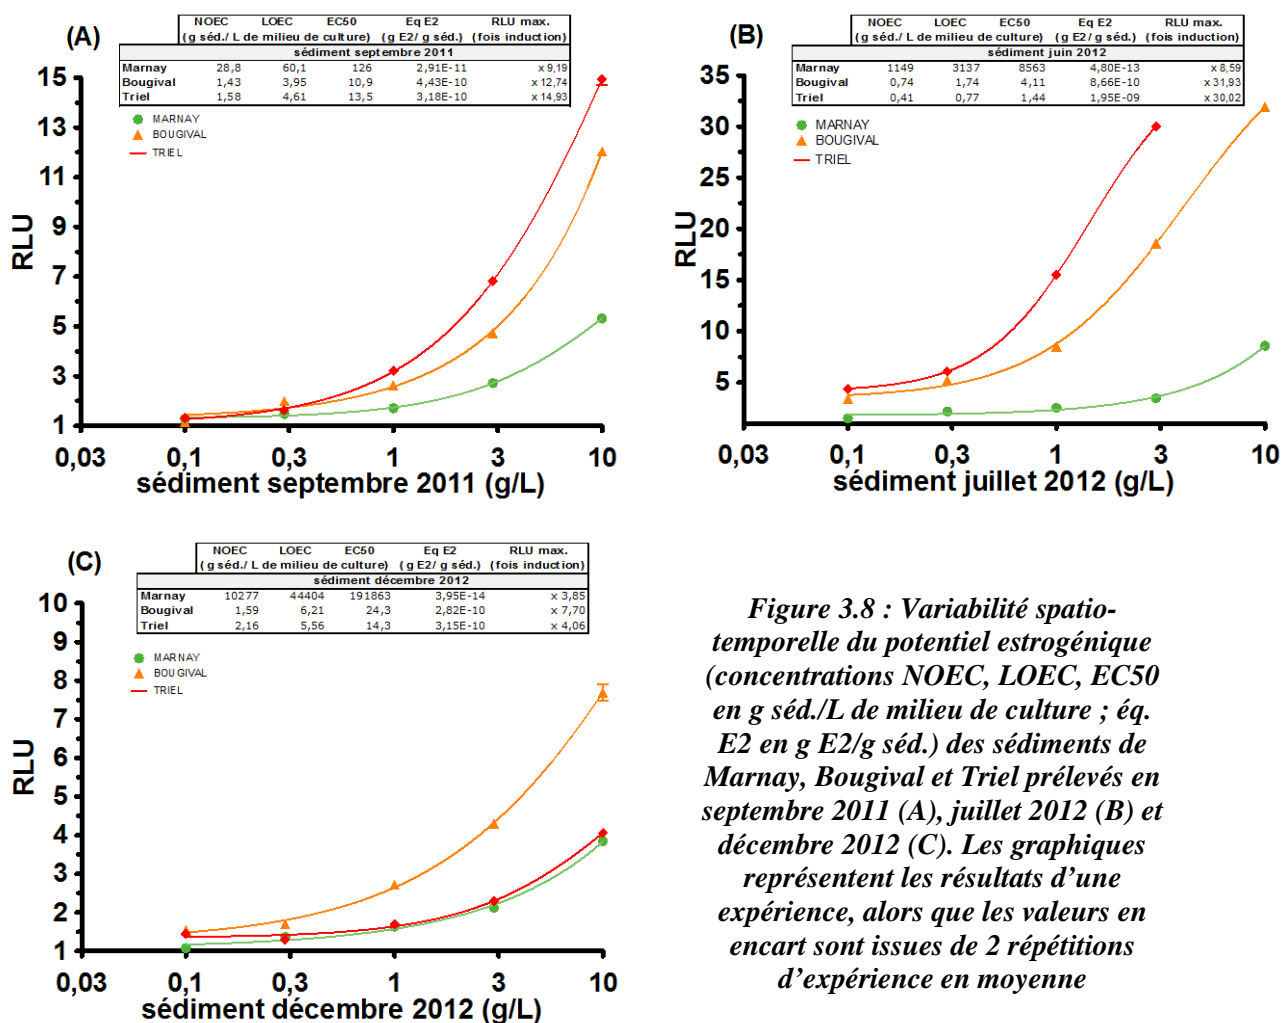 (A)
NOEC LOEC EC50 Eq E2 RLU max.
(g séd./ L de milieu de culture) (g E2/ g séd.) (fois induction)
sédiment septembre 2011
Marnay 28,8 60,1 126 2,91E-11 x 9,19
Bougival 1,43 3,95 10,9 4,43E-10 x 12,74
Triel 1,58 4,61 13,5 3,18E-10 x 14,93
MARNAY
BOUGIVAL
TRIEL
RLU
15
13
11
9
7
5
3
1
0,03 0,1 0,3 1 3 10
sédiment septembre 2011 (g/L)
(B)
NOEC LOEC EC50 Eq E2 RLU max.
(g séd./ L de milieu de culture) (g E2/ g séd.) (fois induction)
sédiment juin 2012
Marnay 1149 3137 8563 4,80E-13 x 8,59
Bougival 0,74 1,74 4,11 8,66E-10 x 31,93
Triel 0,41 0,77 1,44 1,95E-09 x 30,02
MARNAY
BOUGIVAL
TRIEL
RLU
35
30
25
20
15
10
5
0,03 0,1 0,3 1 3 10
sédiment juillet 2012 (g/L)
(C)
NOEC LOEC EC50 Eq E2 RLU max.
( g séd./ L de milieu de culture) (g E2/ g séd.) (fois induction)
sédiment décembre 2012
Marnay 10277 44404 191863 3,95E-14 x 3,85
Bougival 1,59 6,21 24,3 2,82E-10 x 7,70
Triel 2,16 5,56 14,3 3,15E-10 x 4,06
MARNAY
BOUGIVAL
TRIEL
RLU
10
9
8
7
6
5
4
3
2
1
0,03 0,1 0,3 1 3 10
sédiment décembre 2012 (g/L)
Figure 3.8 : Variabilité spatio-
temporelle du potentiel estrogénique
(concentrations NOEC, LOEC, EC50
en g séd./L de milieu de culture ; éq.
E2 en g E2/g séd.) des sédiments de
Marnay, Bougival et Triel prélevés en
septembre 2011 (A), juillet 2012 (B) et
décembre 2012 (C). Les graphiques
représentent les résultats d’une
expérience, alors que les valeurs en
encart sont issues de 2 répétitions
d’expérience en moyenne